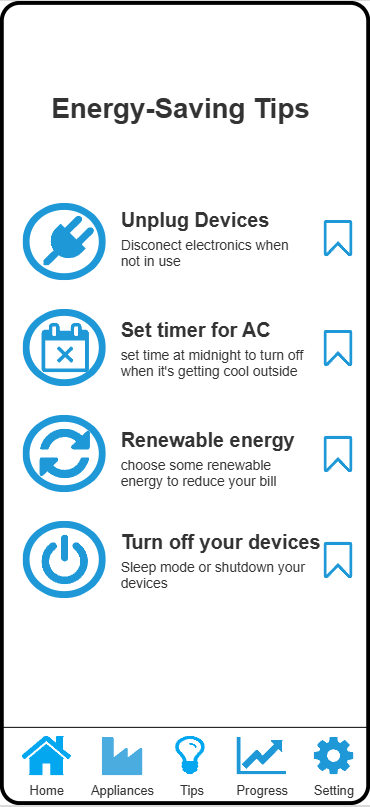 Energy-Saving Tips
Unplug Devices
Disconect electronics when
not in use
Set timer for AC
set time at midnight to turn off
when it's getting cool outside
Renewable energy
choose some renewable
energy to reduce your bill
Turn off your devices
Sleep mode or shutdown your
devices
Home Appliances Tips Progress Setting